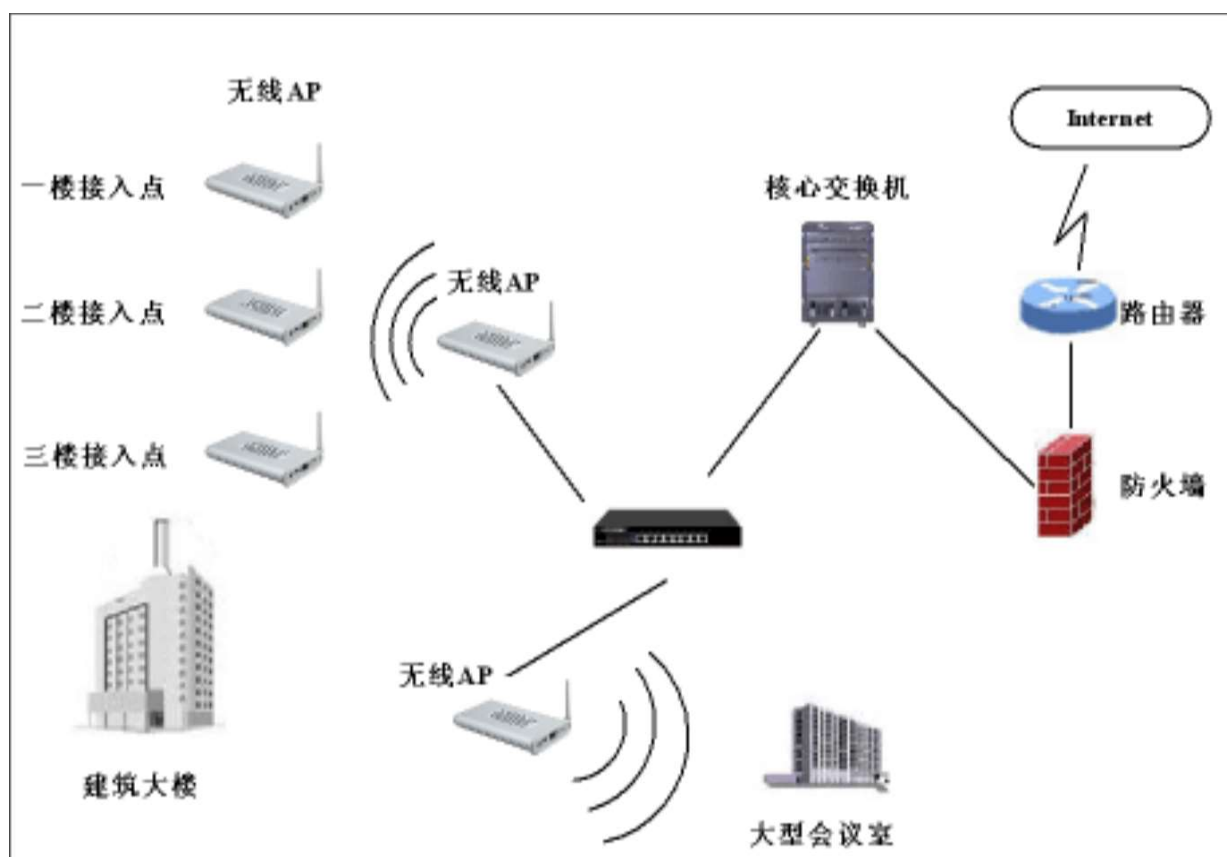 无线AP
Internet
一楼接入点
核心交换机
二楼接入点
无线AP
路由器
三楼接入点
防火墙
无线AP
建筑大楼
大型会议室